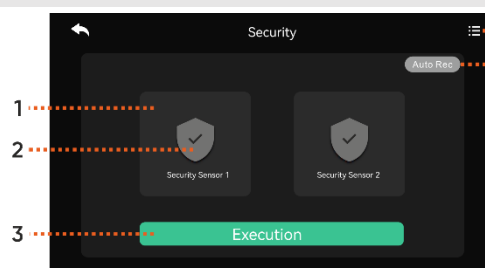 Security
Auto Rec
1
2
Security Sensor 1
Security Sensor 2
3
Execution